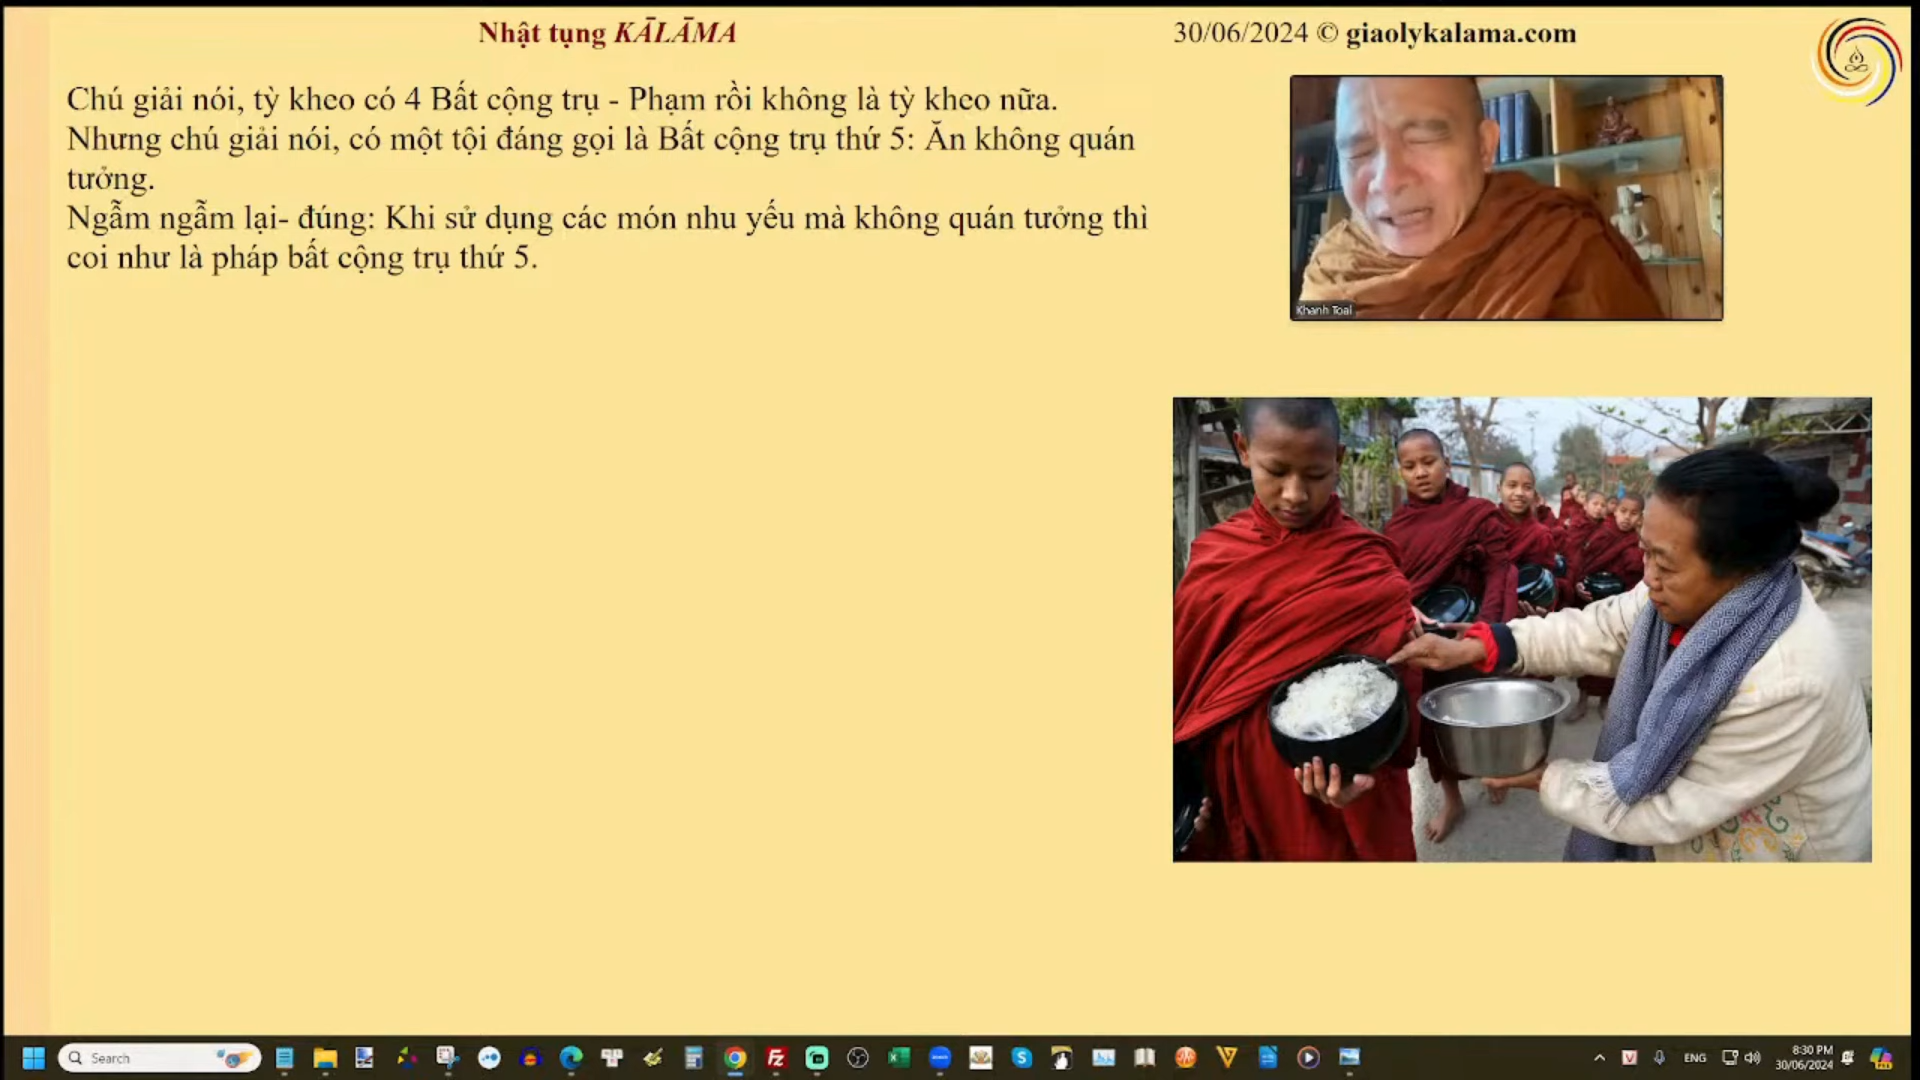 Nhật tụng KĀLĀMA
30/06/2024 © giaolykalama.com
Chú giải nói, tỳ kheo có 4 Bất cộng trụ - Phạm rồi không là tỳ kheo nữa.
Nhưng chú giải nói, có một tội đáng gọi là Bất cộng trụ thứ 5: Ăn không quán
tưởng.
Ngẫm ngẫm lại- đúng: Khi sử dụng các món nhu yếu mà không quán tưởng thì
coi như là pháp bất cộng trụ thứ 5.
Khanh Toai
Search
ENG
8:30 PM
30/06/2024